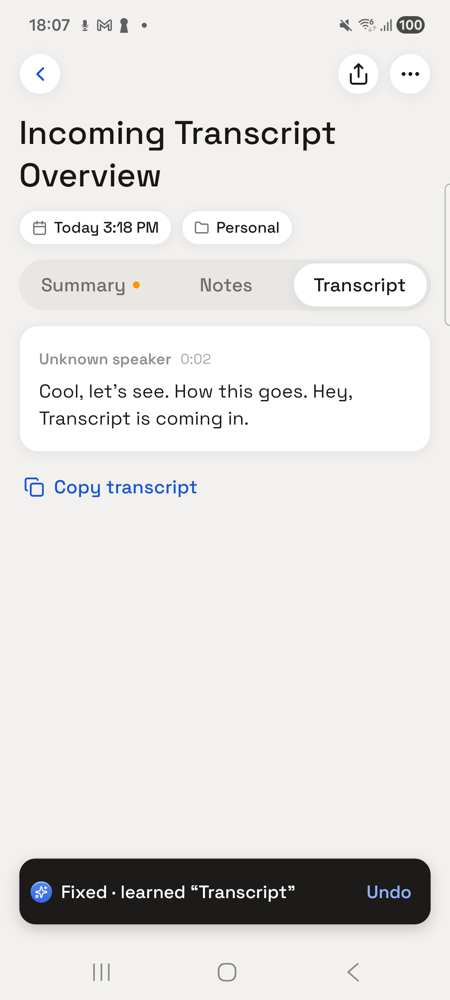 18:07
100
Incoming Transcript
Overview
Today 3:18 PM
Personal
Summary
Notes
Transcript
Unknown speaker 0:02
Cool, let's see. How this goes. Hey,
Transcript is coming in.
Copy transcript
Fixed · learned “Transcript”
Undo